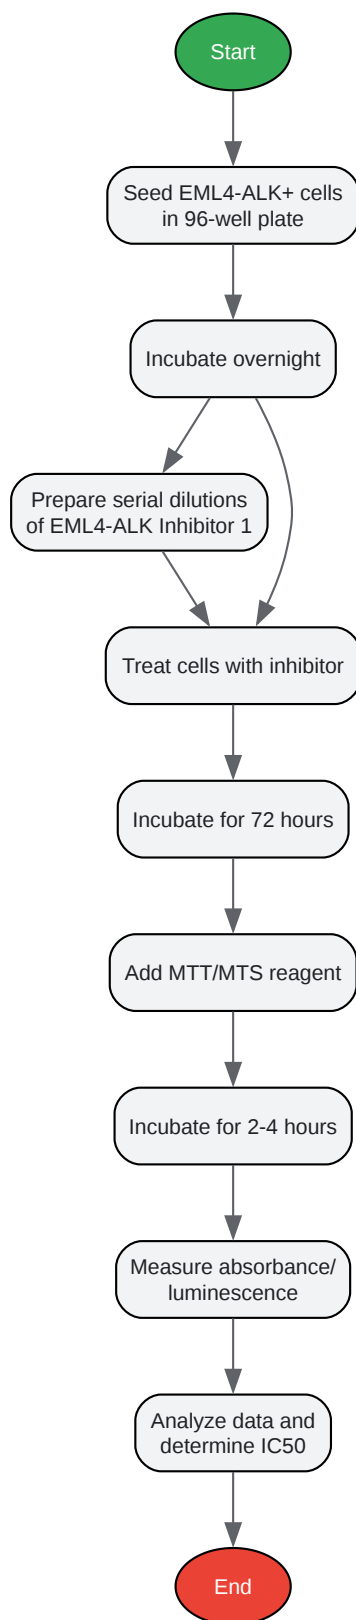 Start
Seed EML4-ALK+ cells
in 96-well plate
Incubate overnight
Prepare serial dilutions
of EML4-ALK Inhibitor 1
Treat cells with inhibitor
Incubate for 72 hours
Add MTT/MTS reagent
Incubate for 2-4 hours
Measure absorbance/
luminescence
Analyze data and
determine IC50
End